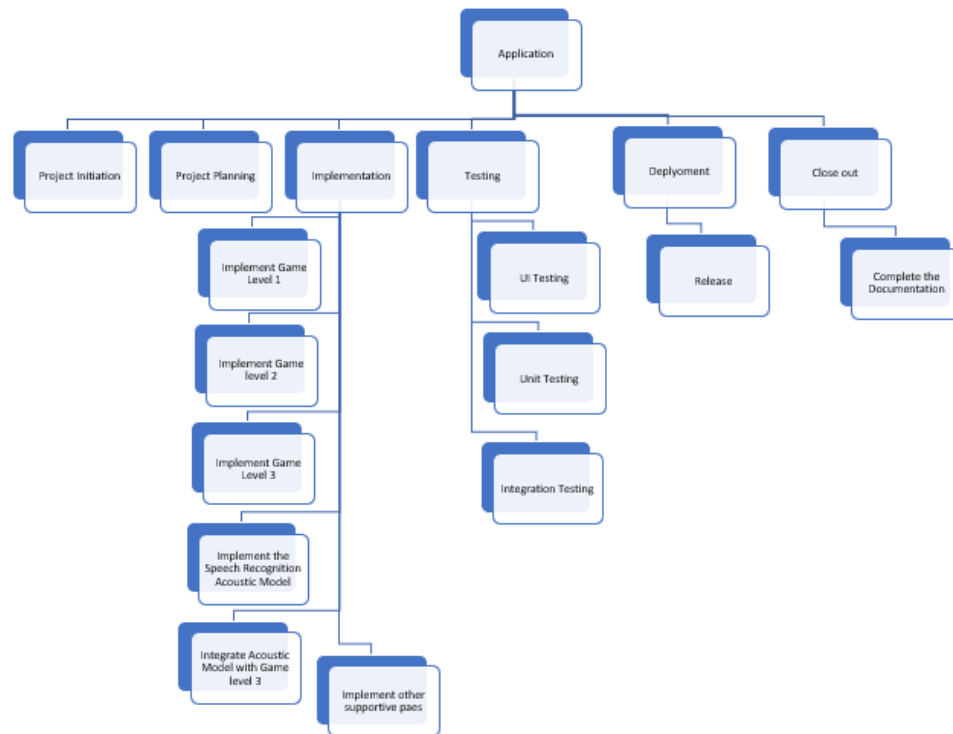 Application
Project Initiation
Project Planning
Implementation
Testing
Deplyoment
Close out
Implement Game
Level 1
Implement Game
level 2
Implement Game
Level 3
Implement the
Speech Recognition
Acoustic Model
Integrate Acoustic
Model with Game
level 3
Implement other
supportive paes
UI Testing
Unit Testing
Integration Testing
Release
Complete the
Documentation